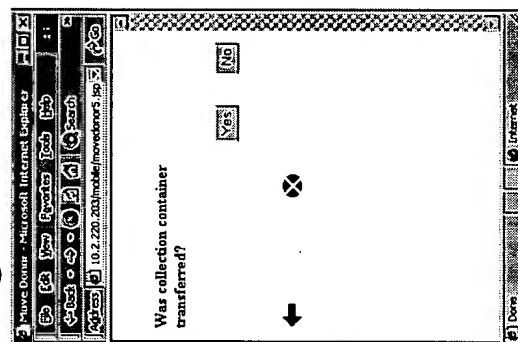 Move Donor - Microsoft Internet Explorer
File Edit View Favorites Tools Help
Back Search
Address 10.2.220.203/mobile/movedonor5.jsp Go
Was collection container
transferred?
Yes No
Done Internet